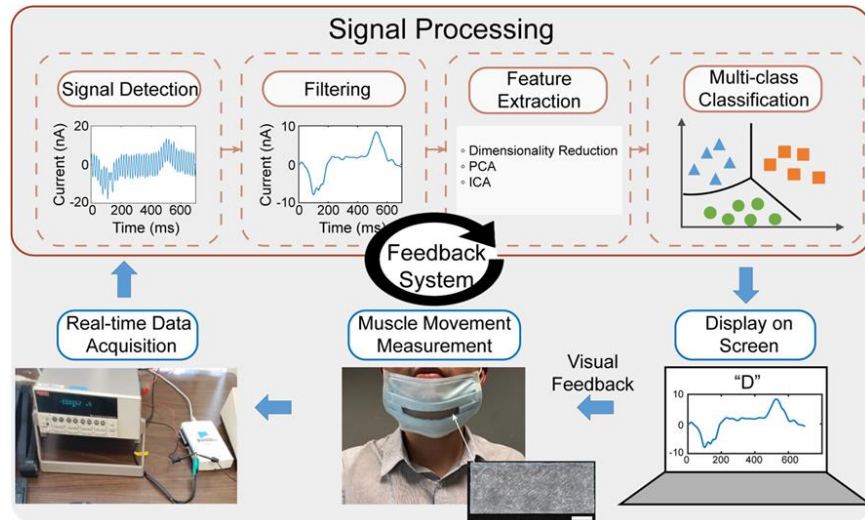 Signal Processing
Signal Detection
20
0
-20
0 200 400 600
Current (nA)
Time (ms)
Filtering
10
0
-10
0 200 400 600
Current (nA)
Time (ms)
Feature
Extraction
Dimensionality Reduction
PCA
ICA
Multi-class
Classification
Feedback
System
Real-time Data
Acquisition
Muscle Movement
Measurement
Visual
Feedback
Display on
Screen
"D"
10
0
-10
0 200 400 600